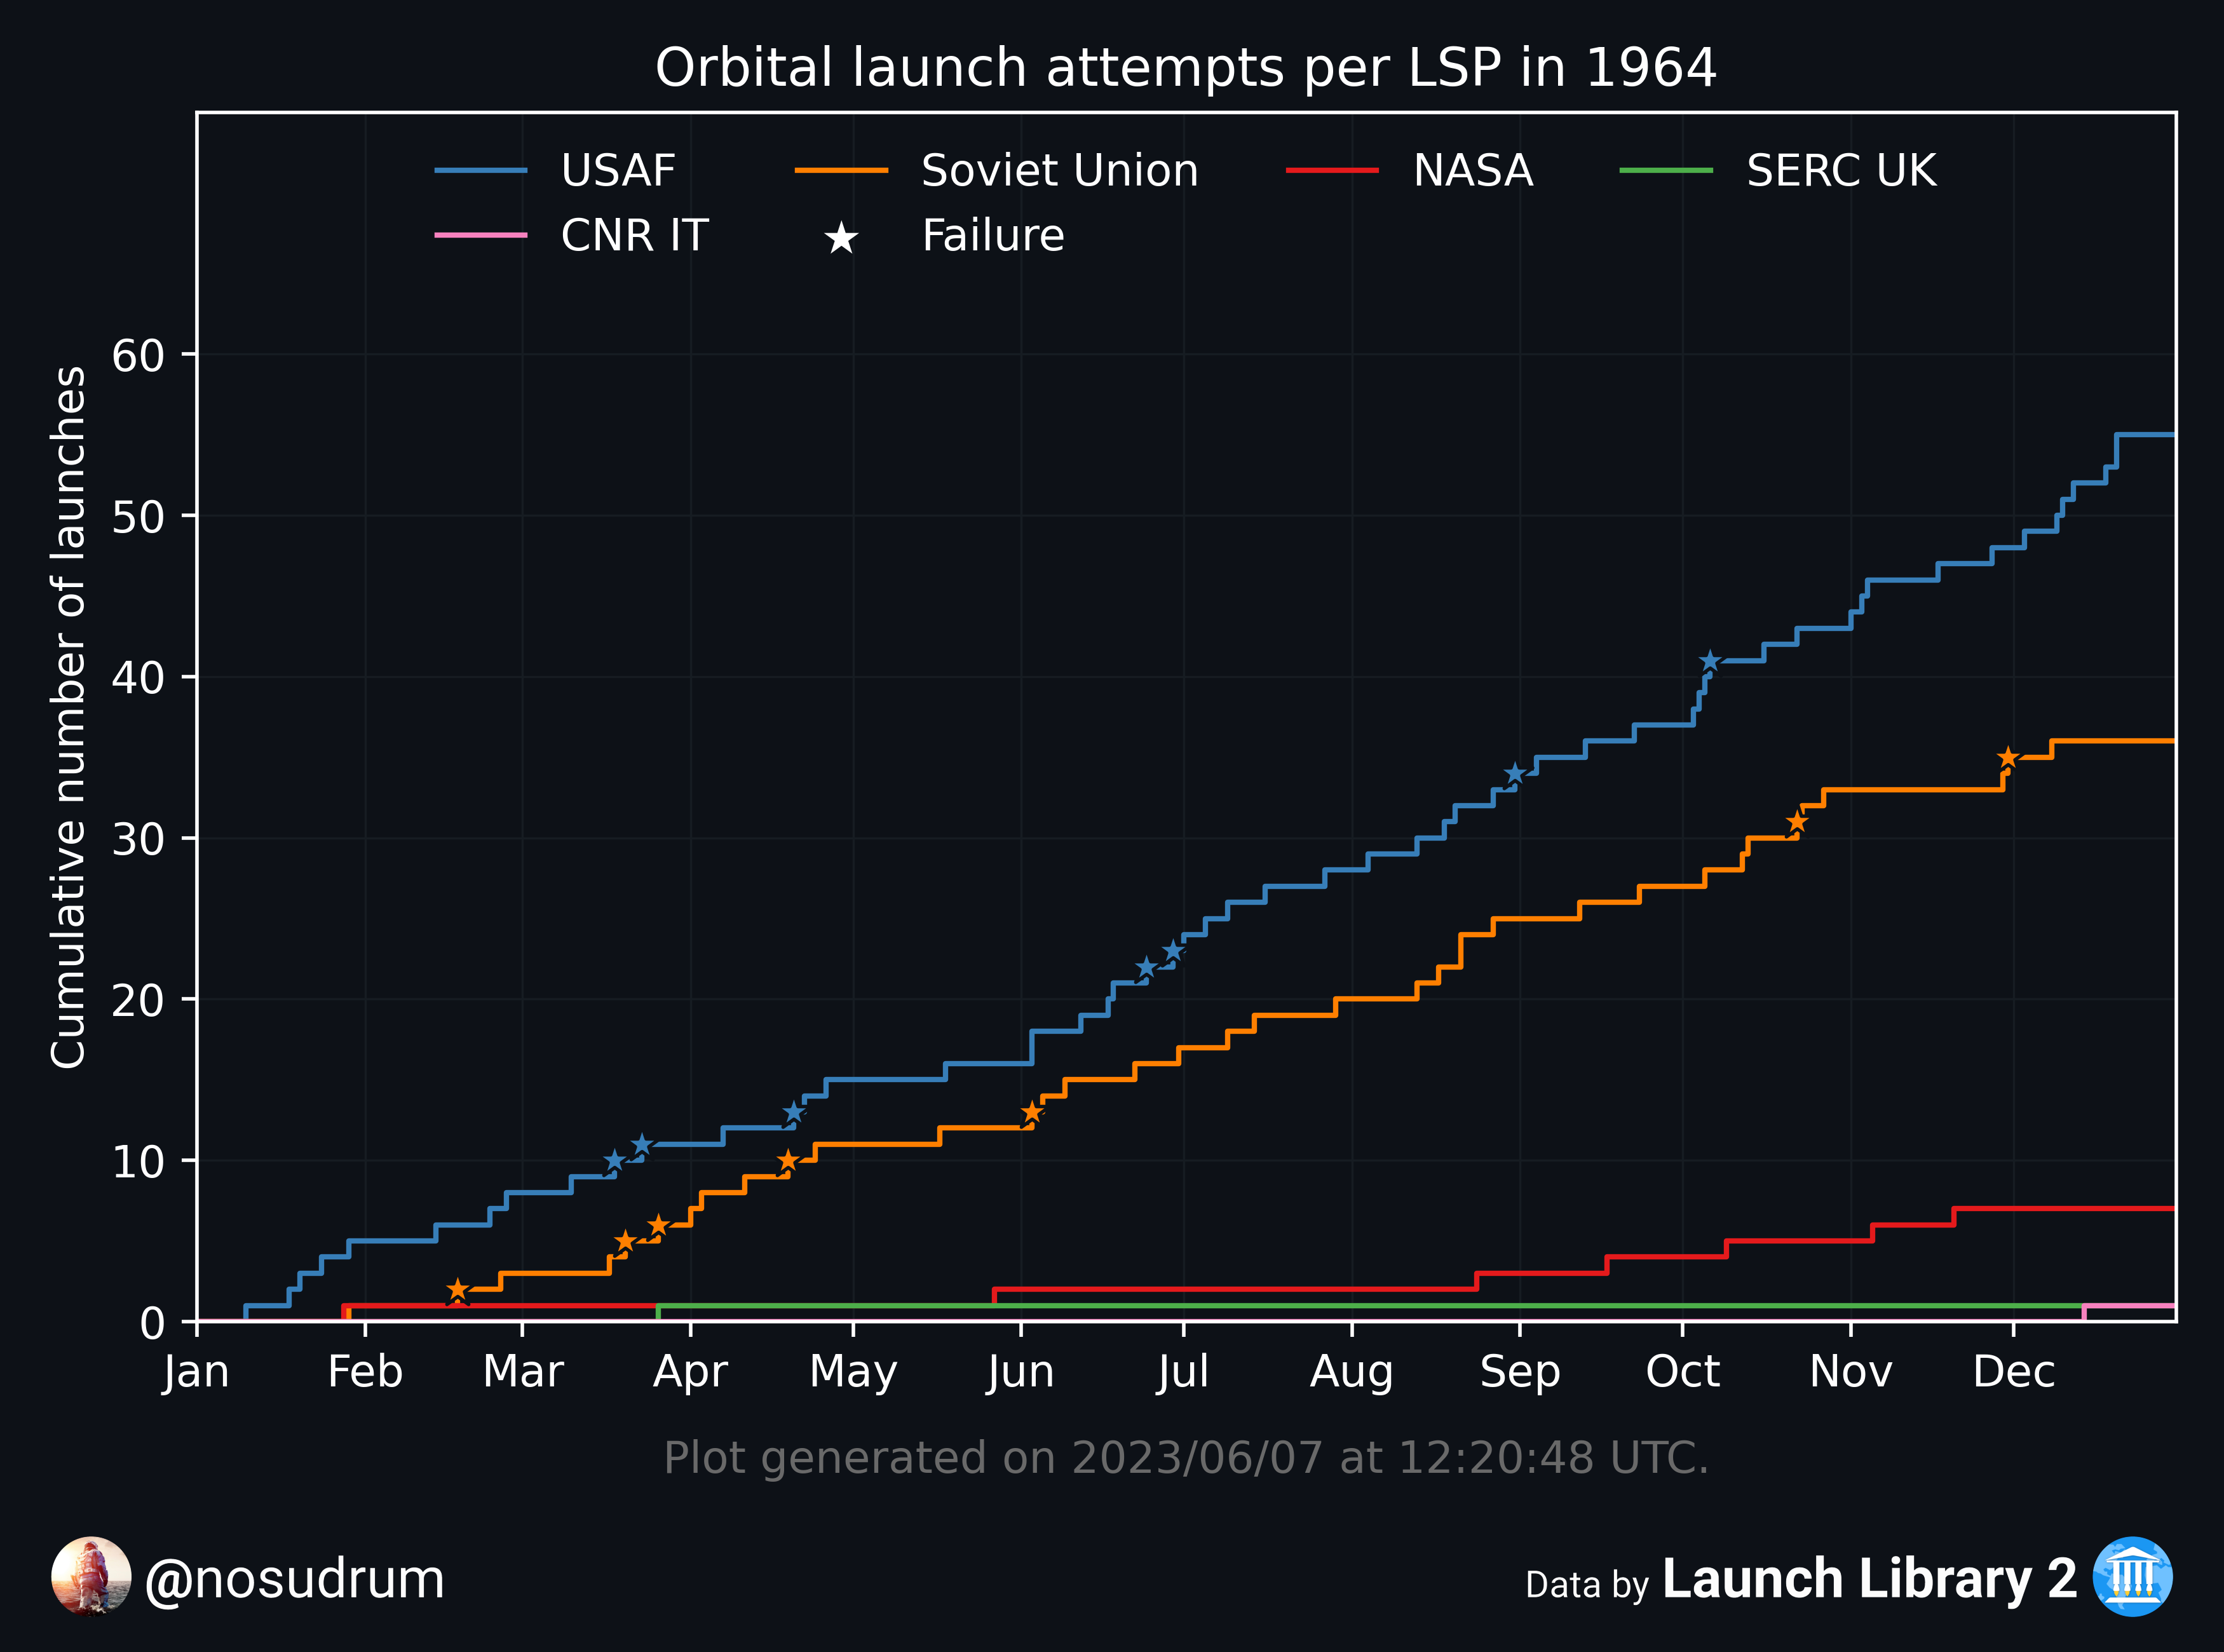 Orbital launch attempts per LSP in 1964
USAF Soviet Union NASA SERC UK
CNR IT Failure
Cumulative number of launches
60
50
40
30
20
10
0
Jan Feb Mar Apr May Jun Jul Aug Sep Oct Nov Dec
Plot generated on 2023/06/07 at 12:20:48 UTC.
@nosudrum
Data by Launch Library 2